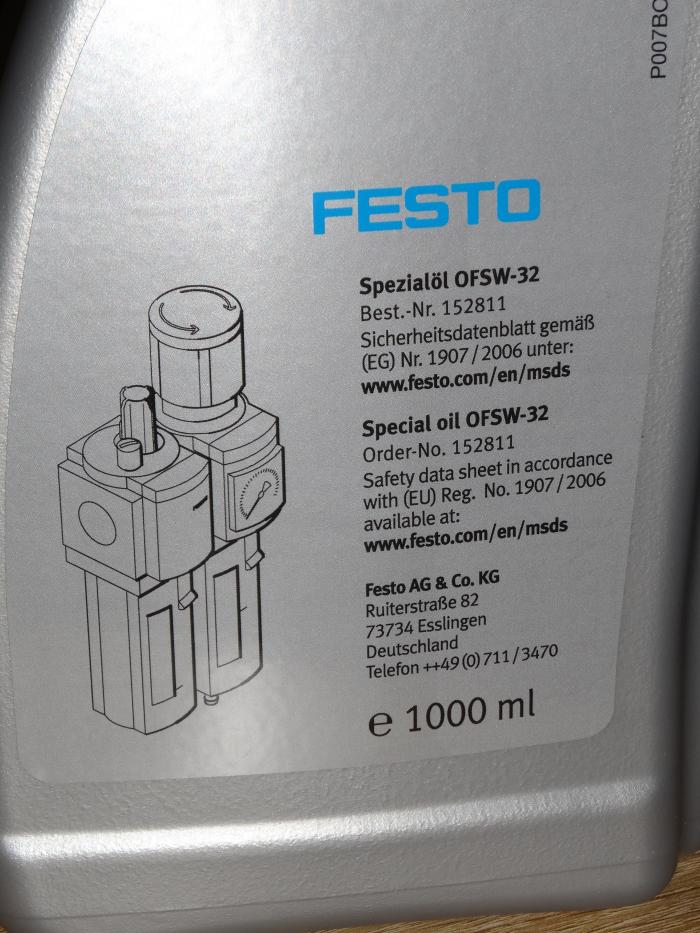 P007BC
FESTO
Spezialöl OFSW-32
Best.-Nr. 152811
Sicherheitsdatenblatt gemäß
(EG) Nr. 1907/2006 unter:
www.festo.com/en/msds
Special oil OFSW-32
Order-No. 152811
Safety data sheet in accordance
with (EU) Reg. No. 1907/2006
available at:
www.festo.com/en/msds
Festo AG & Co. KG
Ruiterstraße 82
73734 Esslingen
Deutschland
Telefon ++49(0)711/3470
℮ 1000 ml